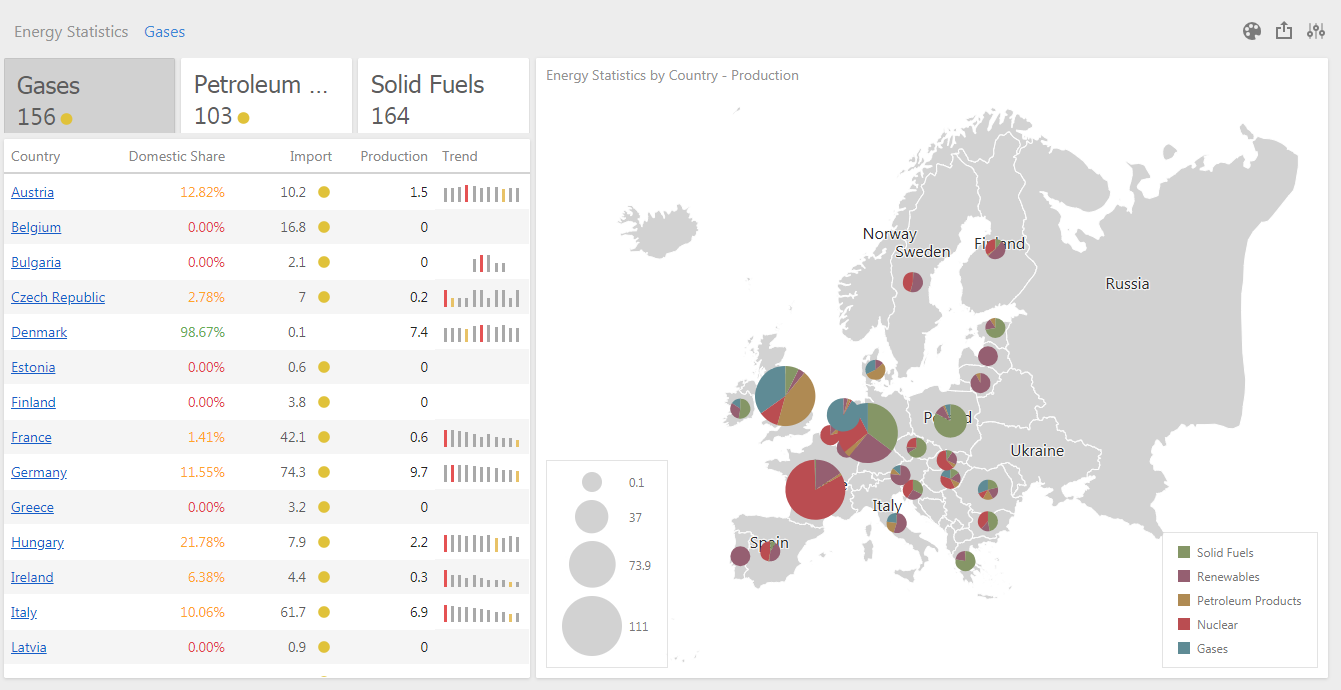 Energy Statistics Gases
Gases
156
Petroleum ...
103
Solid Fuels
164
Country Domestic Share Import Production Trend
Austria 12.82% 10.2 1.5
Belgium 0.00% 16.8 0
Bulgaria 0.00% 2.1 0
Czech Republic 2.78% 7 0.2
Denmark 98.67% 0.1 7.4
Estonia 0.00% 0.6 0
Finland 0.00% 3.8 0
France 1.41% 42.1 0.6
Germany 11.55% 74.3 9.7
Greece 0.00% 3.2 0
Hungary 21.78% 7.9 2.2
Ireland 6.38% 4.4 0.3
Italy 10.06% 61.7 6.9
Latvia 0.00% 0.9 0
Energy Statistics by Country - Production
Norway
Sweden
Finland
Russia
Poland
Ukraine
Italy
Spain
0.1
37
73.9
111
Solid Fuels
Renewables
Petroleum Products
Nuclear
Gases